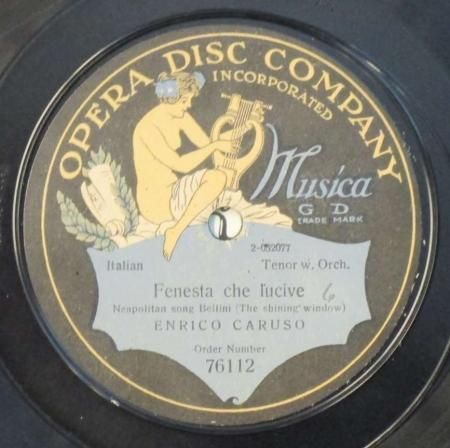 OPERA DISC COMPANY
INCORPORATED
Musica
G D
TRADE MARK
2-052077
Italian Tenor w. Orch.
Fenesta che lucive 6
Neapolitan song Bellini (The shining window)
ENRICO CARUSO
Order Number
76112